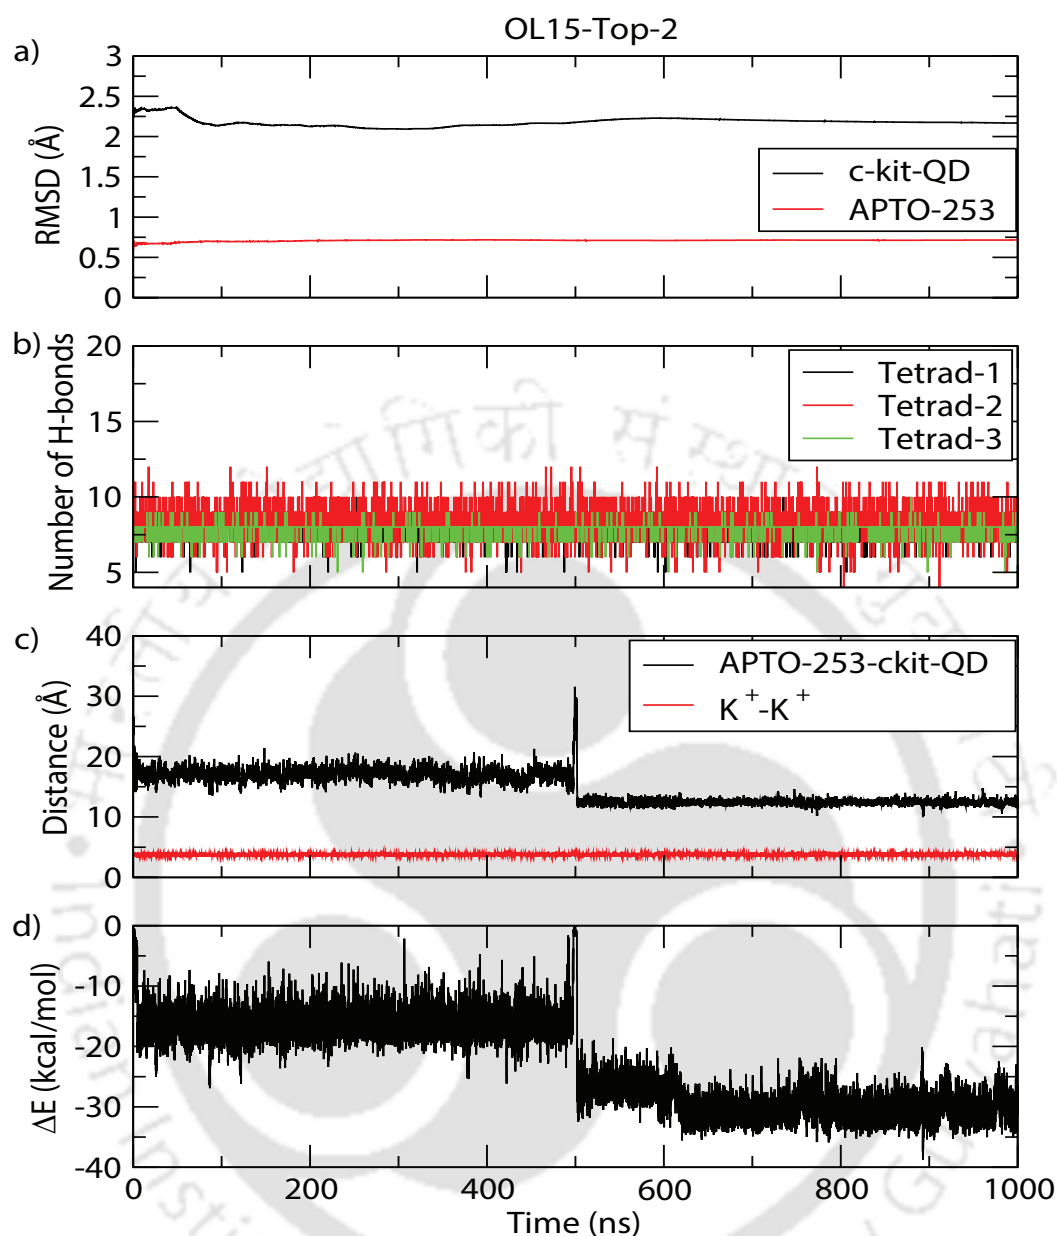 OL15-Top-2
a)
3
2.5
2
1.5
1
0.5
0
RMSD (Å)
c-kit-QD
APTO-253
b)
20
15
10
5
Number of H-bonds
Tetrad-1
Tetrad-2
Tetrad-3
c)
40
30
20
10
0
Distance (Å)
APTO-253-ckit-QD
K⁺-K⁺
d)
0
-10
-20
-30
-40
ΔE (kcal/mol)
0 200 400 600 800 1000
Time (ns)